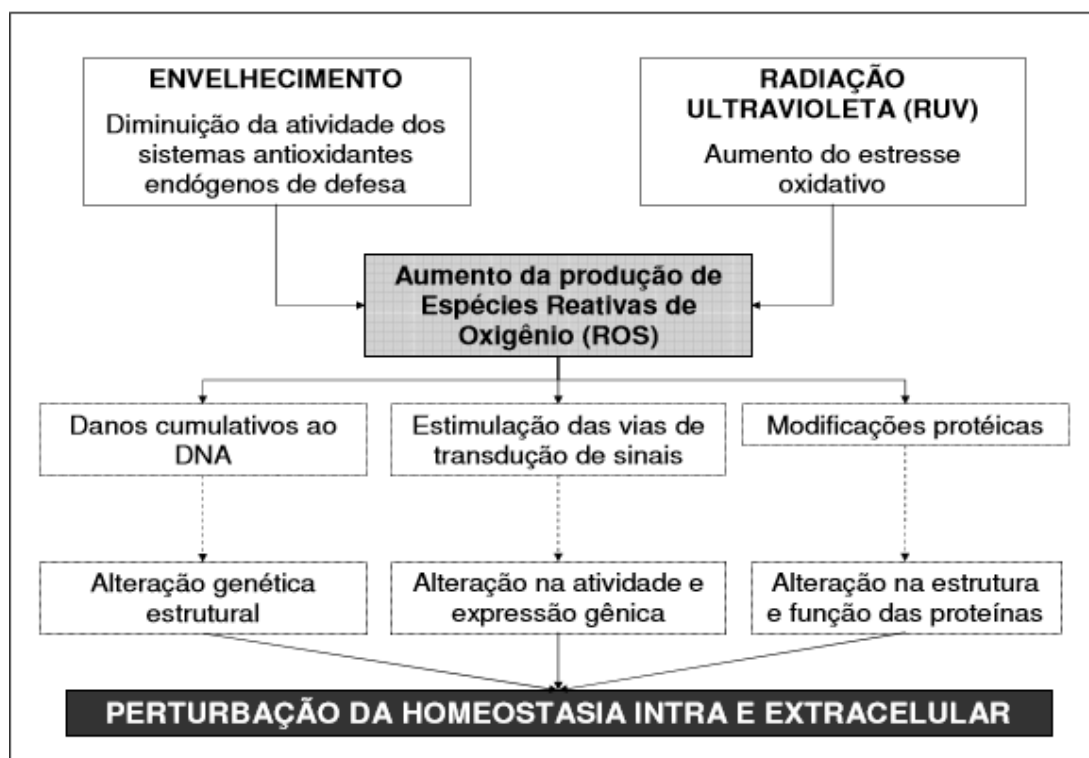 ENVELHECIMENTO
Diminuição da atividade dos
sistemas antioxidantes
endógenos de defesa
RADIAÇÃO
ULTRAVIOLETA (RUV)
Aumento do estresse
oxidativo
Aumento da produção de
Espécies Reativas de
Oxigênio (ROS)
Danos cumulativos ao
DNA
Estimulação das vias de
transdução de sinais
Modificações protéicas
Alteração genética
estrutural
Alteração na atividade e
expressão gênica
Alteração na estrutura
e função das proteínas
PERTURBAÇÃO DA HOMEOSTASIA INTRA E EXTRACELULAR